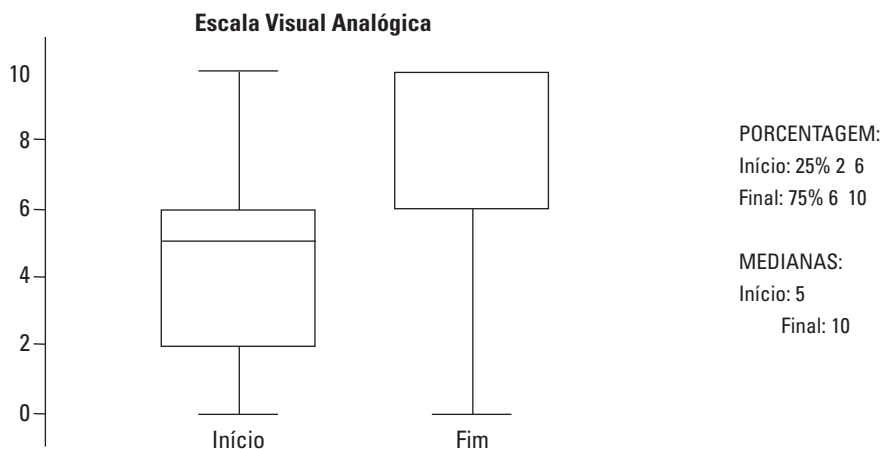 Escala Visual Analógica
10
8
6
4
2
0
Início
Fim
PORCENTAGEM:
Início: 25% 2 6
Final: 75% 6 10
MEDIANAS:
Início: 5
Final: 10